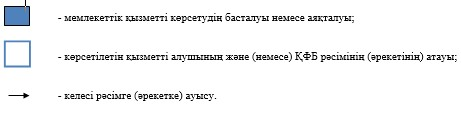 - мемлекеттік қызметті көрсетудің басталуы немесе аяқталуы;
- көрсетілетін қызметті алушының және (немесе) ҚФБ рәсімінің (әрекетінің) атауы;
- келесі рәсімге (әрекетке) ауысу.